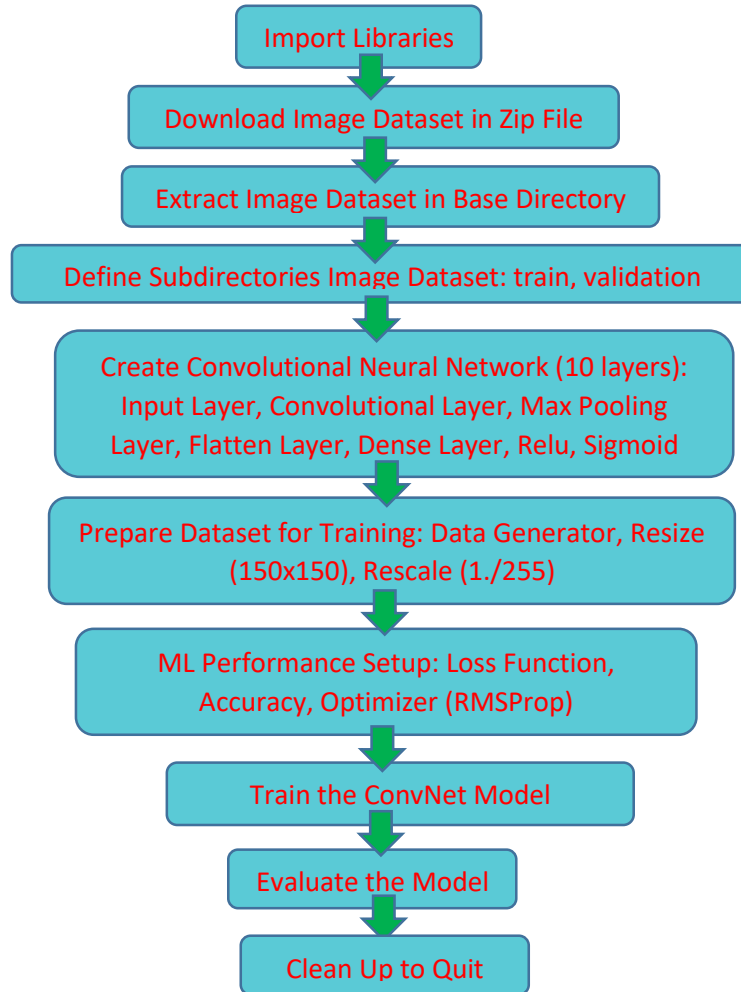 Import Libraries
Download Image Dataset in Zip File
Extract Image Dataset in Base Directory
Define Subdirectories Image Dataset: train, validation
Create Convolutional Neural Network (10 layers):
Input Layer, Convolutional Layer, Max Pooling
Layer, Flatten Layer, Dense Layer, Relu, Sigmoid
Prepare Dataset for Training: Data Generator, Resize
(150x150), Rescale (1./255)
ML Performance Setup: Loss Function,
Accuracy, Optimizer (RMSProp)
Train the ConvNet Model
Evaluate the Model
Clean Up to Quit